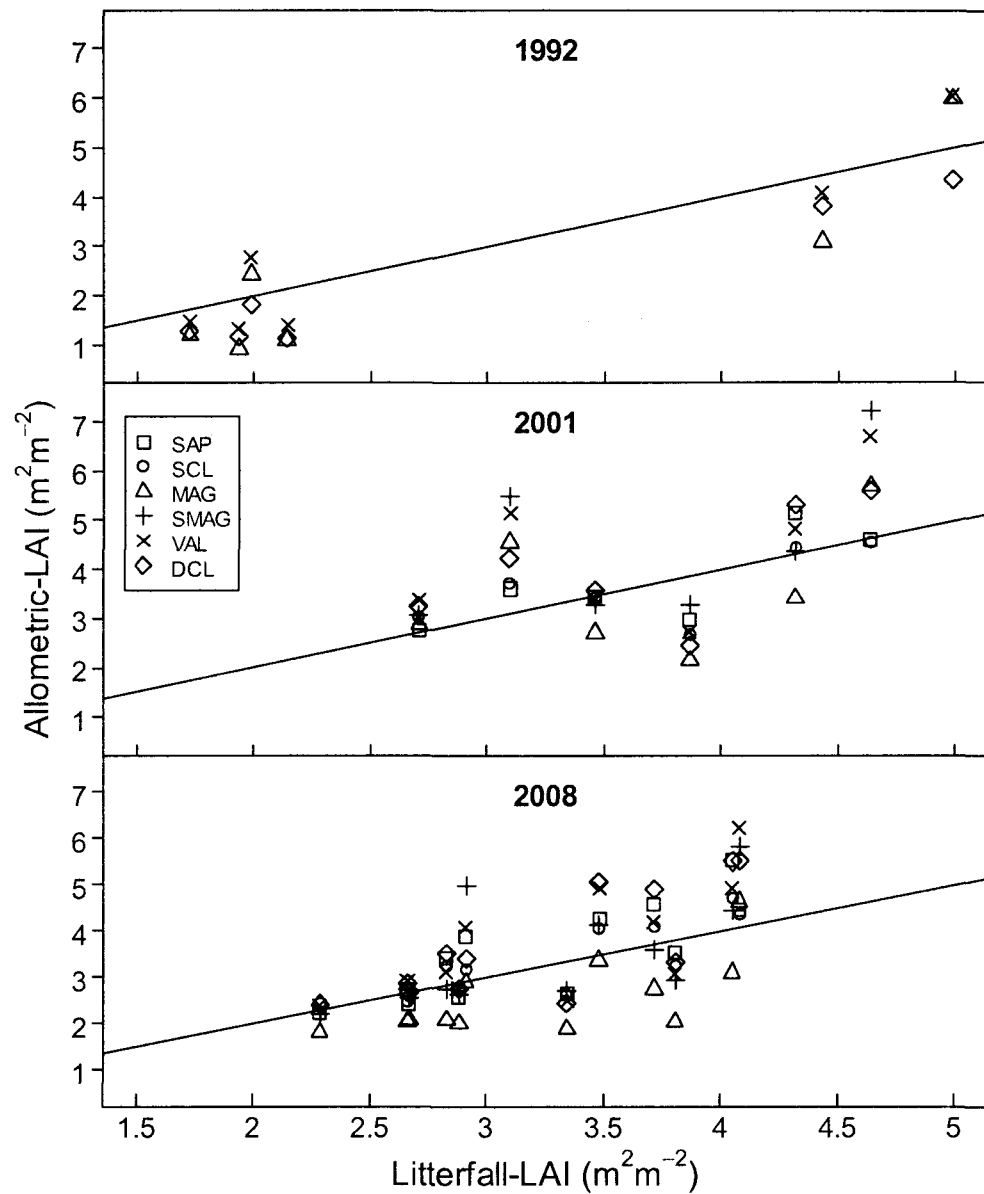 1992
7
6
5
4
3
2
1
2001
7
6
5
4
3
2
1
SAP
SCL
MAG
SMAG
VAL
DCL
Allometric-LAI (m²m⁻²)
2008
7
6
5
4
3
2
1
1.5 2 2.5 3 3.5 4 4.5 5
Litterfall-LAI (m²m⁻²)